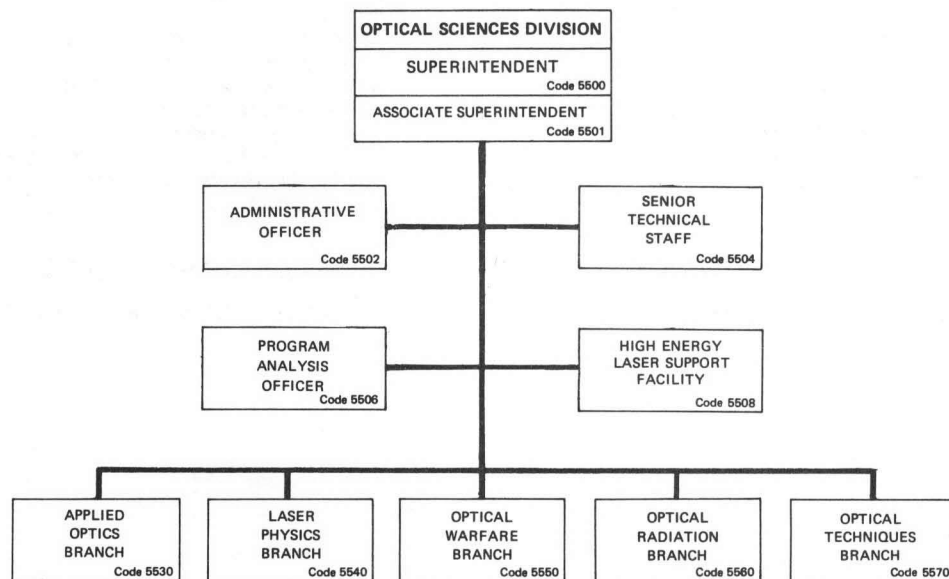 OPTICAL SCIENCES DIVISION
SUPERINTENDENT
Code 5500
ASSOCIATE SUPERINTENDENT
Code 5501
ADMINISTRATIVE
OFFICER
Code 5502
SENIOR
TECHNICAL
STAFF
Code 5504
PROGRAM
ANALYSIS
OFFICER
Code 5506
HIGH ENERGY
LASER SUPPORT
FACILITY
Code 5508
APPLIED
OPTICS
BRANCH
Code 5530
LASER
PHYSICS
BRANCH
Code 5540
OPTICAL
WARFARE
BRANCH
Code 5550
OPTICAL
RADIATION
BRANCH
Code 5560
OPTICAL
TECHNIQUES
BRANCH
Code 5570